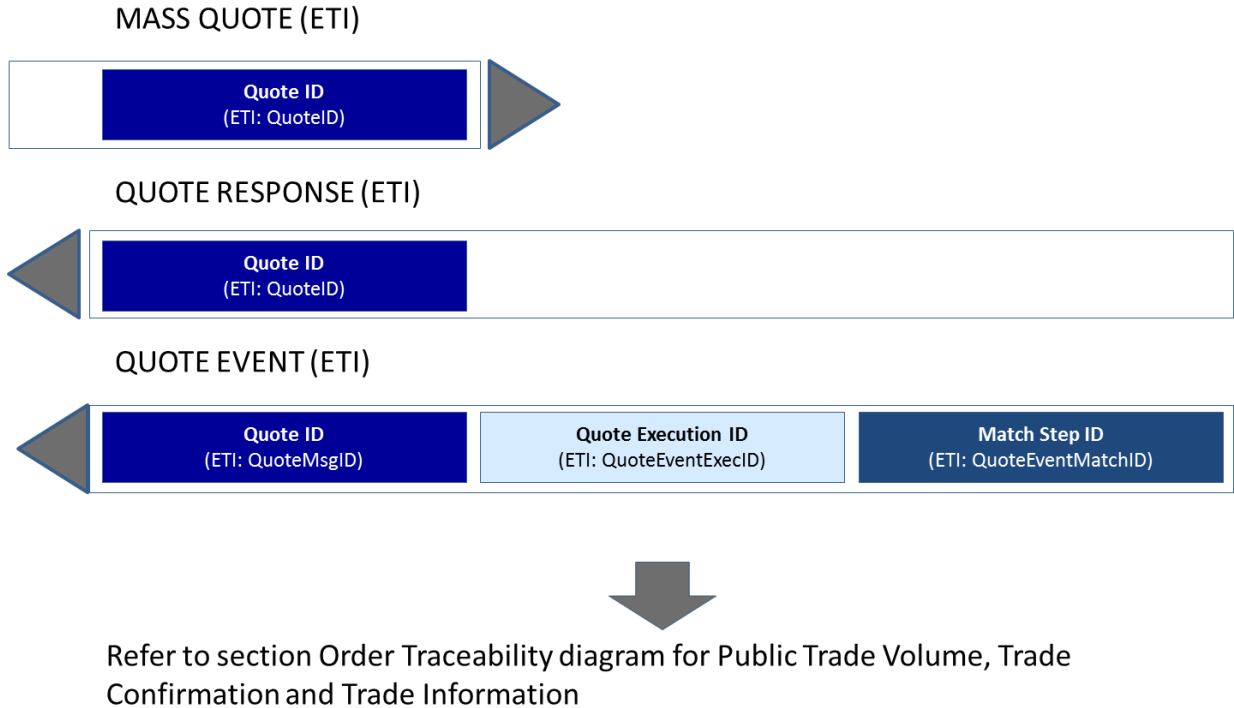 MASS QUOTE (ETI)
Quote ID
(ETI: QuoteID)
QUOTE RESPONSE (ETI)
Quote ID
(ETI: QuoteID)
QUOTE EVENT (ETI)
Quote ID
(ETI: QuoteMsgID)
Quote Execution ID
(ETI: QuoteEventExecID)
Match Step ID
(ETI: QuoteEventMatchID)
Refer to section Order Traceability diagram for Public Trade Volume, Trade
Confirmation and Trade Information